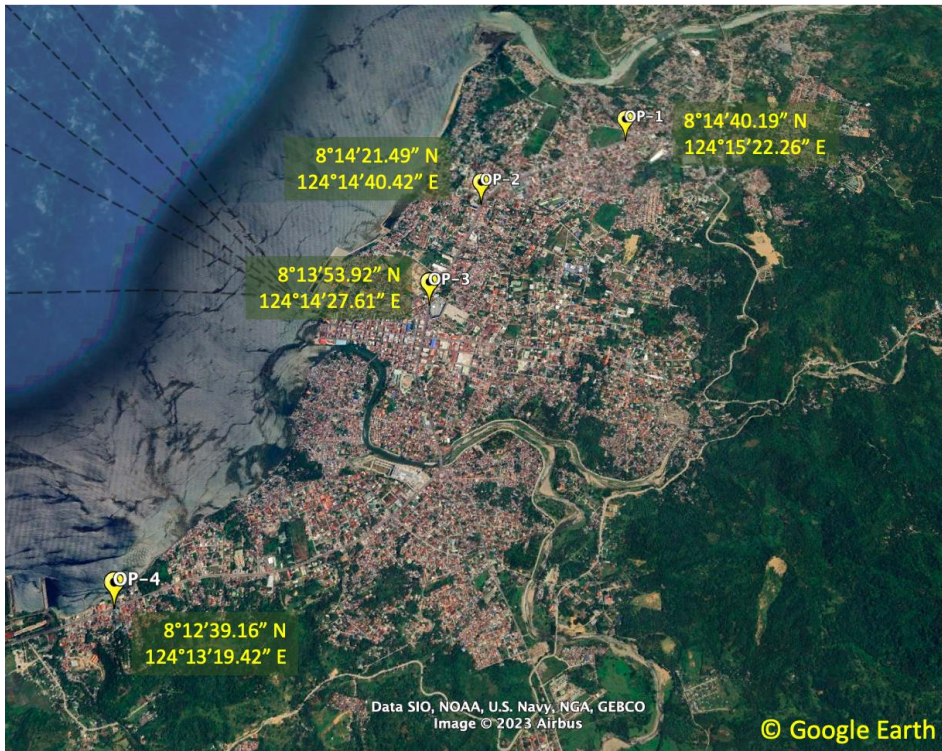 OP-1
8°14’40.19” N
124°15’22.26” E
8°14’21.49” N
124°14’40.42” E
OP-2
8°13’53.92” N
124°14’27.61” E
OP-3
OP-4
8°12’39.16” N
124°13’19.42” E
Data SIO, NOAA, U.S. Navy, NGA, GEBCO
Image © 2023 Airbus
© Google Earth